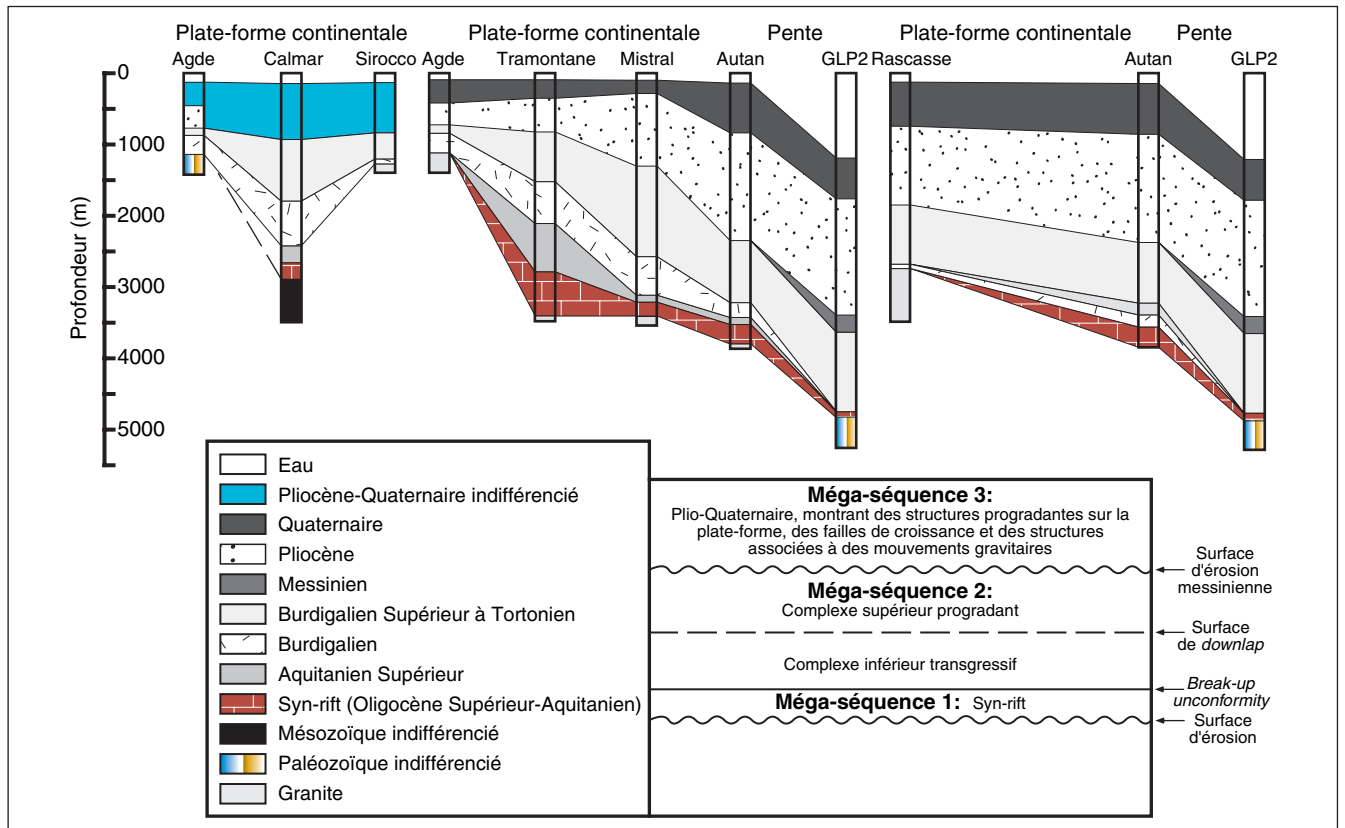 Plate-forme continentale
Plate-forme continentale
Pente
Plate-forme continentale
Pente
Agde
Calmar
Sirocco
Agde
Tramontane
Mistral
Autan
GLP2
Rascasse
Autan
GLP2
Profondeur (m)
0
1000
2000
3000
4000
5000
Eau
Pliocène-Quaternaire indifférencié
Quaternaire
Pliocène
Messinien
Burdigalien Supérieur à Tortonien
Burdigalien
Aquitanien Supérieur
Syn-rift (Oligocène Supérieur-Aquitanien)
Mésozoïque indifférencié
Paléozoïque indifférencié
Granite
Méga-séquence 3:
Plio-Quaternaire, montrant des structures progradantes sur la
plate-forme, des failles de croissance et des structures
associées à des mouvements gravitaires
Surface
d'érosion
messinienne
Méga-séquence 2:
Complexe supérieur progradant
Surface
de downlap
Complexe inférieur transgressif
Break-up
unconformity
Méga-séquence 1: Syn-rift
Surface
d'érosion